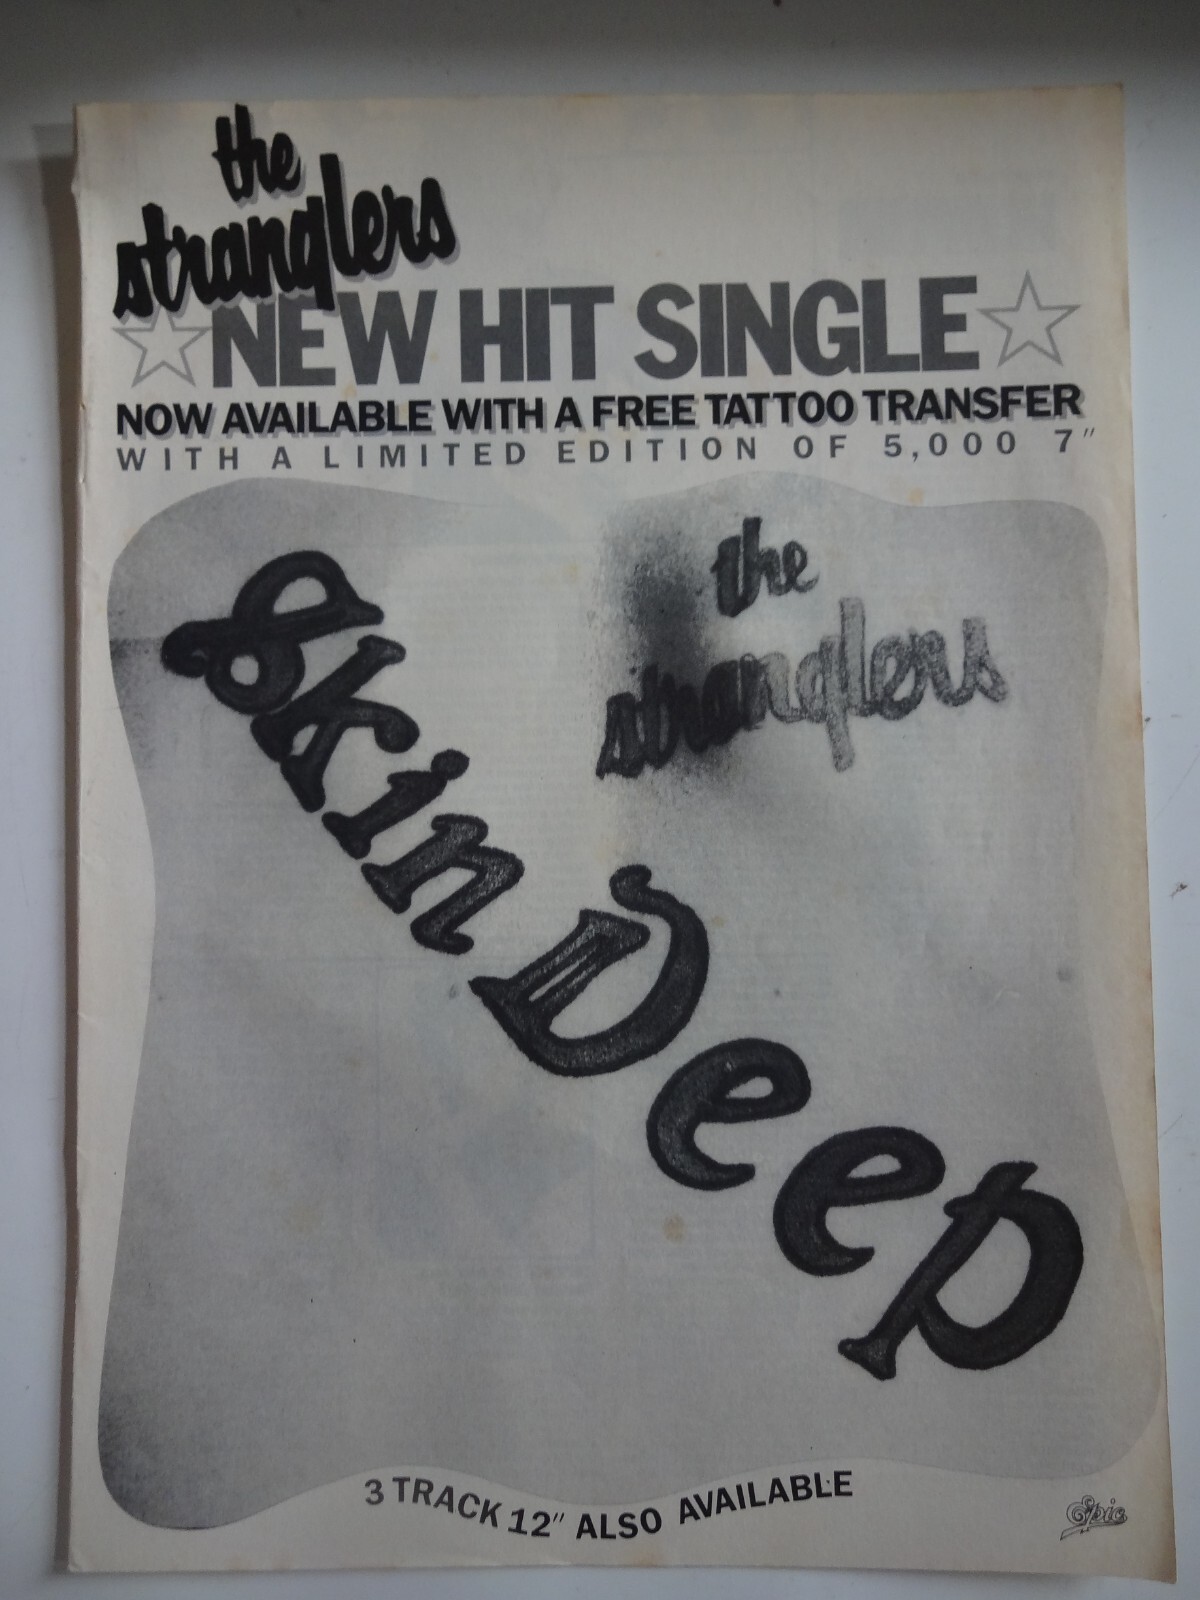 the
stranglers
NEW HIT SINGLE
NOW AVAILABLE WITH A FREE TATTOO TRANSFER
WITH A LIMITED EDITION OF 5,000 7"
the
stranglers
Skin Deep
3 TRACK 12" ALSO AVAILABLE
Epic